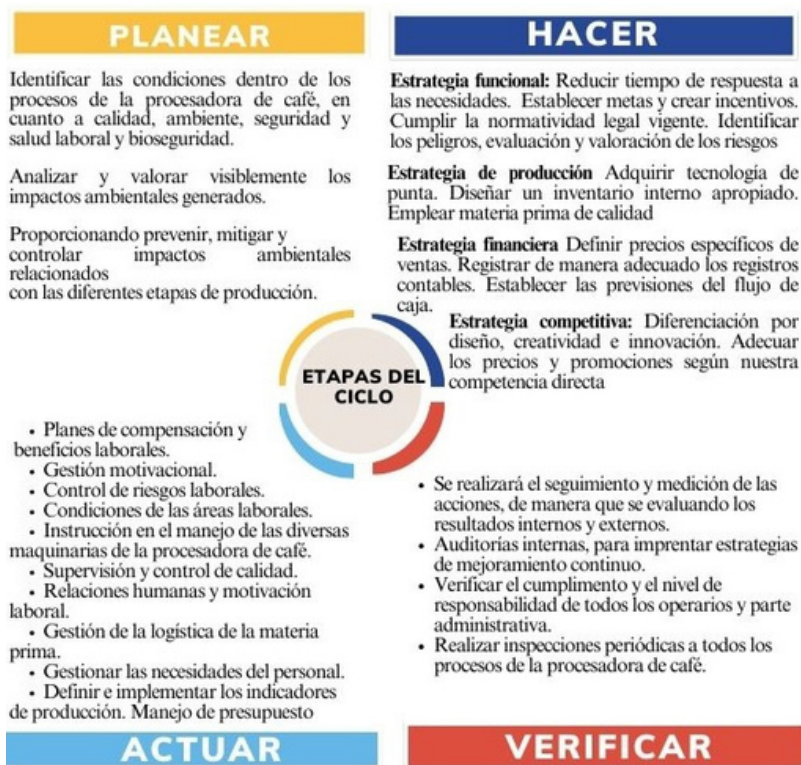 PLANEAR
Identificar las condiciones dentro de los
procesos de la procesadora de café, en
cuanto a calidad, ambiente, seguridad y
salud laboral y bioseguridad.
Analizar y valorar visiblemente los
impactos ambientales generados.
Proporcionando prevenir, mitigar y
controlar impactos ambientales
relacionados
con las diferentes etapas de producción.
HACER
Estrategia funcional: Reducir tiempo de respuesta a
las necesidades. Establecer metas y crear incentivos.
Cumplir la normatividad legal vigente. Identificar
los peligros, evaluación y valoración de los riesgos
Estrategia de producción Adquirir tecnología de
punta. Diseñar un inventario interno apropiado.
Emplear materia prima de calidad
Estrategia financiera Definir precios específicos de
ventas. Registrar de manera adecuado los registros
contables. Establecer las previsiones del flujo de
caja.
Estrategia competitiva: Diferenciación por
diseño, creatividad e innovación. Adecuar
los precios y promociones según nuestra
competencia directa
ETAPAS DEL
CICLO
• Planes de compensación y
beneficios laborales.
• Gestión motivacional.
• Control de riesgos laborales.
• Condiciones de las áreas laborales.
• Instrucción en el manejo de las diversas
maquinarias de la procesadora de café.
• Supervisión y control de calidad.
• Relaciones humanas y motivación
laboral.
• Gestión de la logística de la materia
prima.
• Gestionar las necesidades del personal.
• Definir e implementar los indicadores
de producción. Manejo de presupuesto
ACTUAR
• Se realizará el seguimiento y medición de las
acciones, de manera que se evaluando los
resultados internos y externos.
• Auditorías internas, para imprentar estrategias
de mejoramiento continuo.
• Verificar el cumplimento y el nivel de
responsabilidad de todos los operarios y parte
administrativa.
• Realizar inspecciones periódicas a todos los
procesos de la procesadora de café.
VERIFICAR